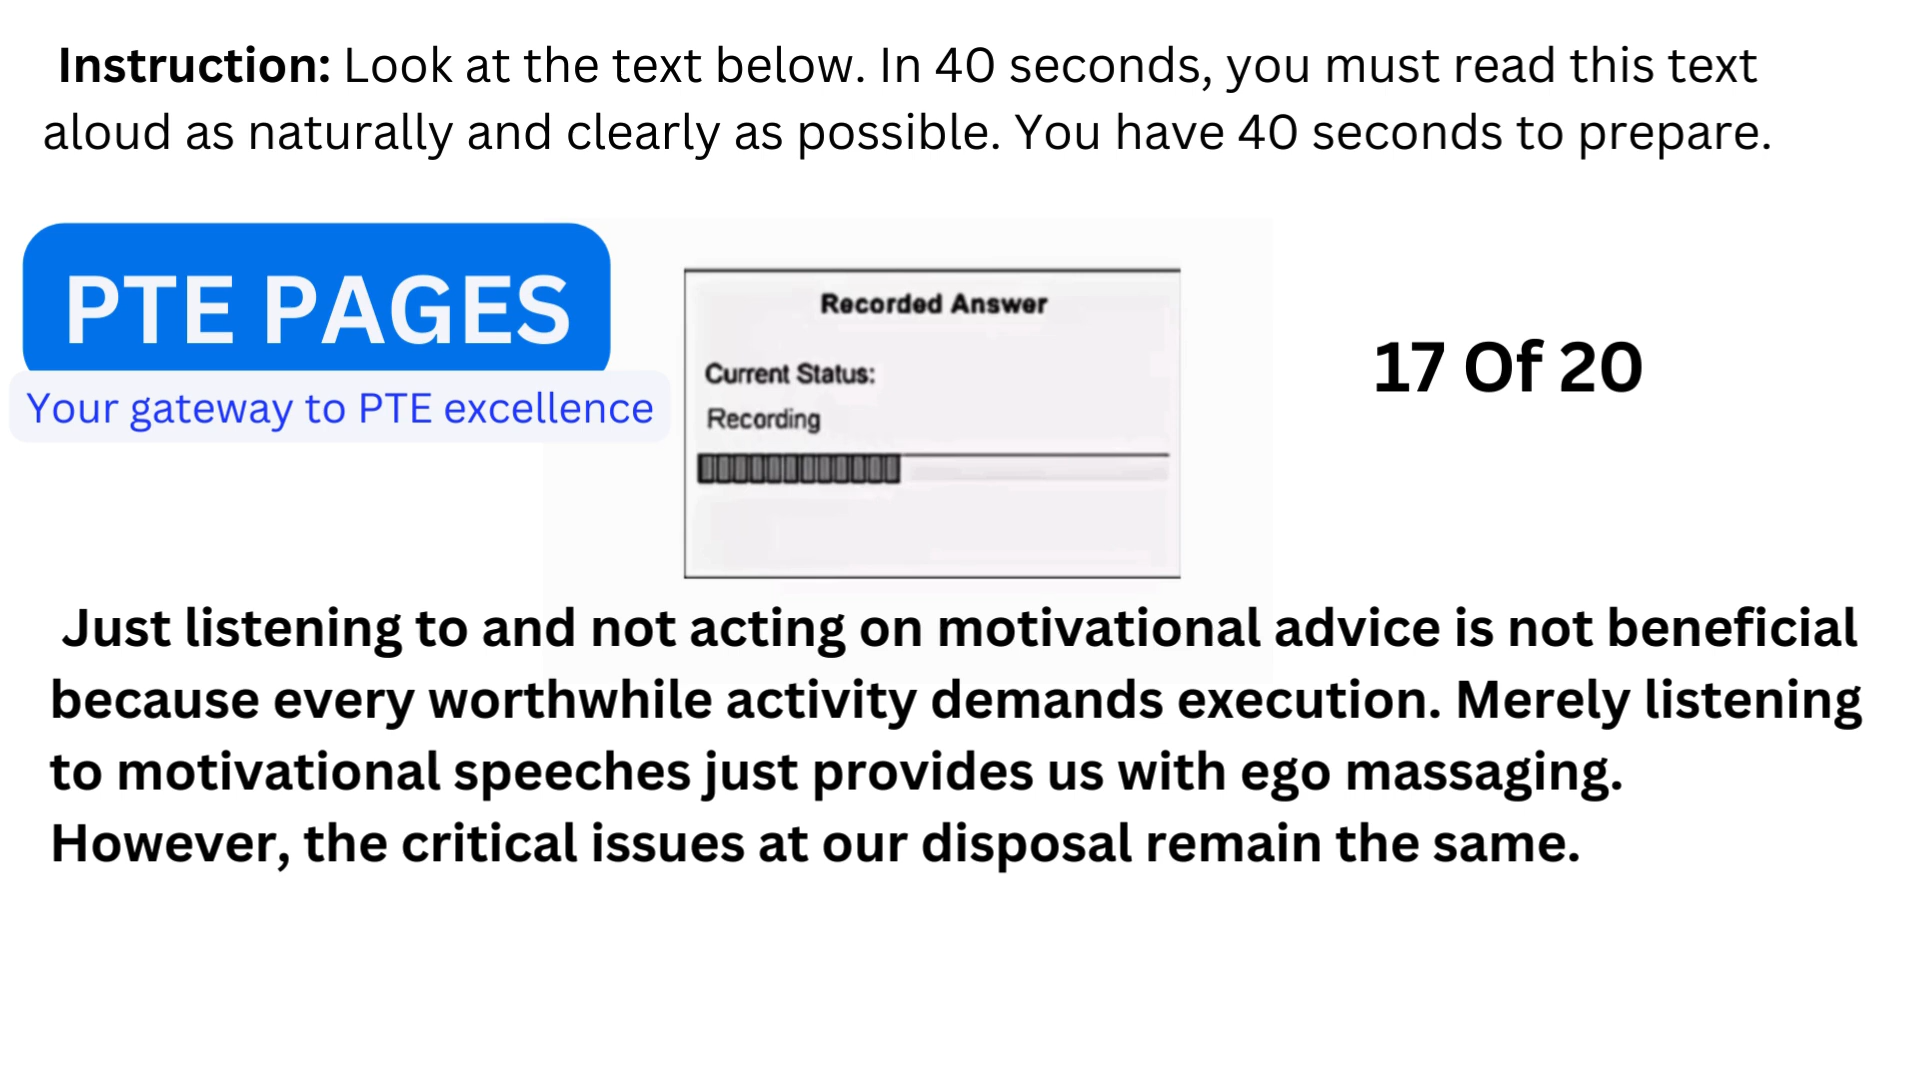 Instruction: Look at the text below. In 40 seconds, you must read this text
aloud as naturally and clearly as possible. You have 40 seconds to prepare.
PTE PAGES
Your gateway to PTE excellence
Recorded Answer
Current Status:
Recording
17 Of 20
Just listening to and not acting on motivational advice is not beneficial
because every worthwhile activity demands execution. Merely listening
to motivational speeches just provides us with ego massaging.
However, the critical issues at our disposal remain the same.